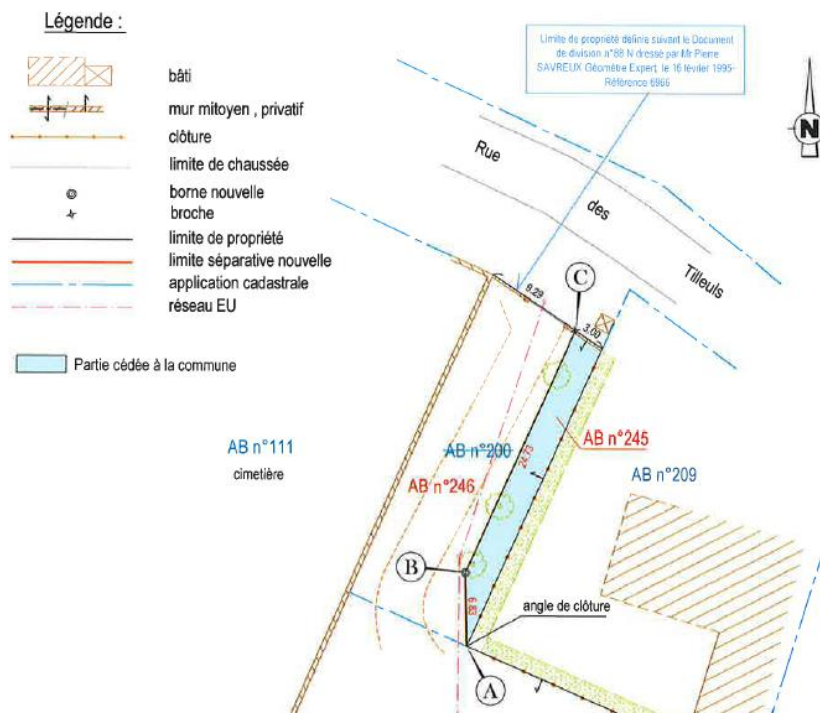 Légende :
bâti
mur mitoyen , privatif
clôture
limite de chaussée
borne nouvelle
broche
limite de propriété
limite séparative nouvelle
application cadastrale
réseau EU
Partie cédée à la commune
Limite de propriété définie suivant le Document
de division n°88 N dressé par Mr Pierre
SAVREUX Géomètre Expert, le 16 février 1995-
Référence 6966
N
Rue
des
Tilleuls
C
9.29
3.00
AB n°111
cimetière
AB n°200
AB n°245
24.73
AB n°246
AB n°209
B
6.83
angle de clôture
A